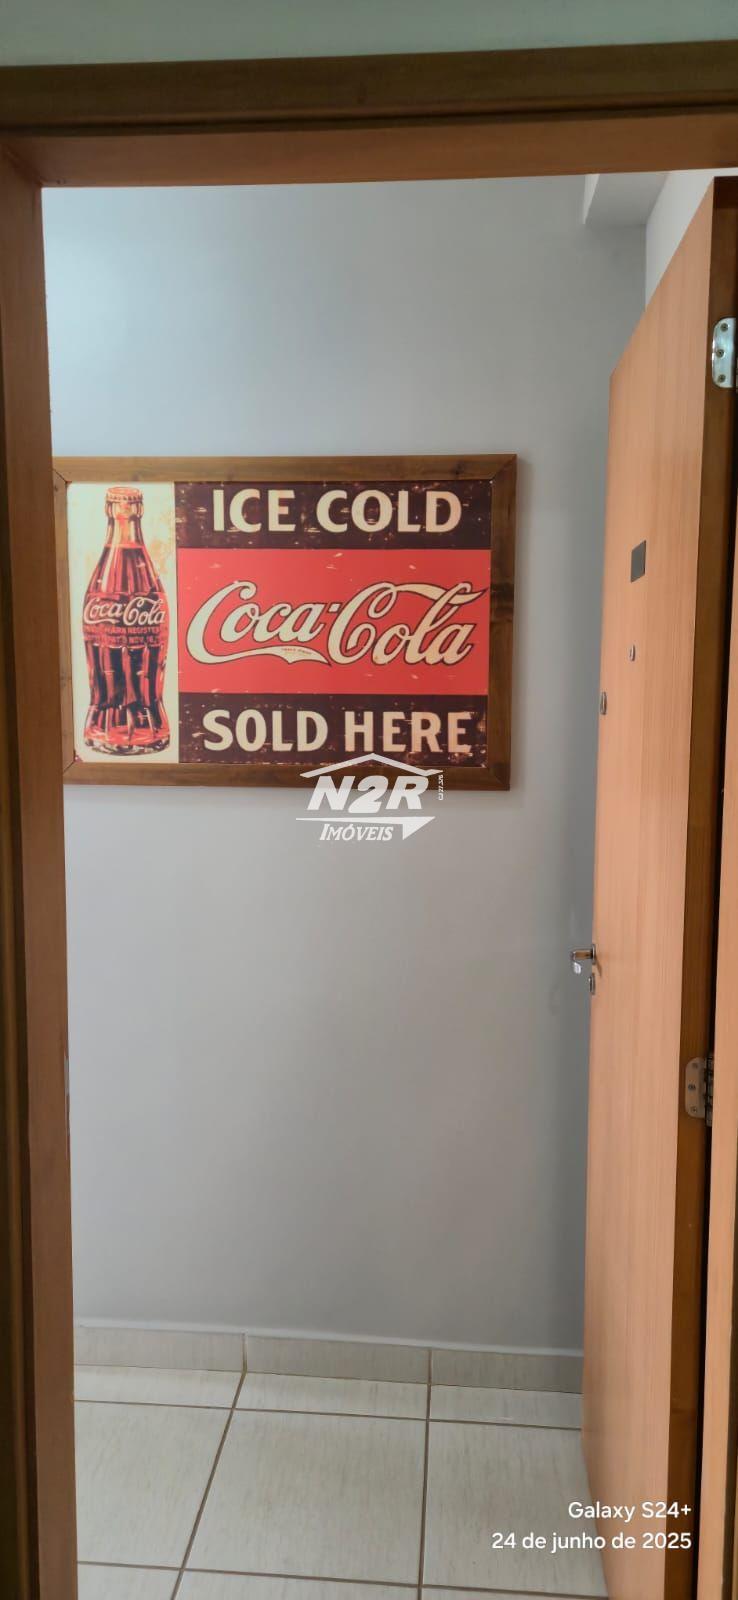 ICE COLD
Coca-Cola
SOLD HERE
Coca-Cola
N2R
IMÓVEIS
Galaxy S24+
24 de junho de 2025